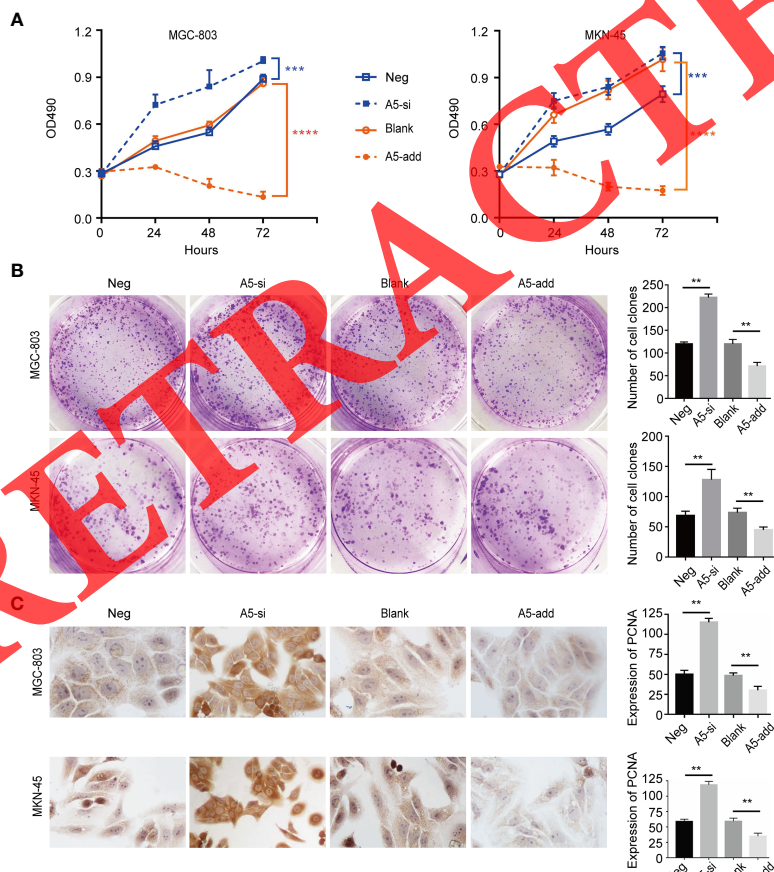 RETRACTED
A
MGC-803
OD490
1.2
0.9
0.6
0.3
0.0
0
24
48
72
Hours
***
****
Neg
A5-si
Blank
A5-add
MKN-45
OD490
1.2
0.9
0.6
0.3
0.0
0
24
48
72
Hours
***
****
B
Neg
A5-si
Blank
A5-add
MGC-803
MKN-45
Number of cell clones
250
200
150
100
50
0
**
**
Neg
A5-si
Blank
A5-add
Number of cell clones
200
150
100
50
0
**
**
Neg
A5-si
Blank
A5-add
C
Neg
A5-si
Blank
A5-add
MGC-803
MKN-45
Expression of PCNA
125
100
75
50
25
0
**
**
Neg
A5-si
Blank
A5-add
Expression of PCNA
125
100
75
50
25
0
**
**